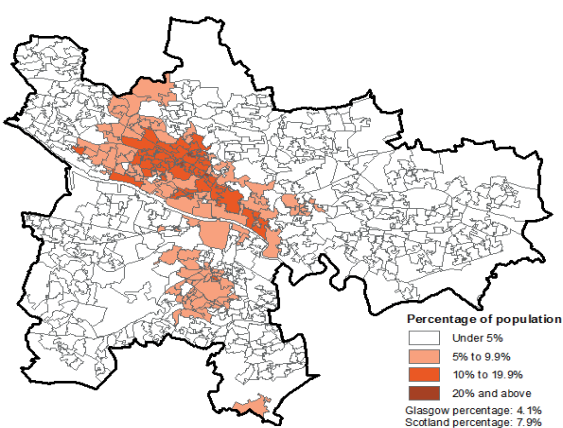 Percentage of population
Under 5%
5% to 9.9%
10% to 19.9%
20% and above
Glasgow percentage: 4.1%
Scotland percentage: 7.9%